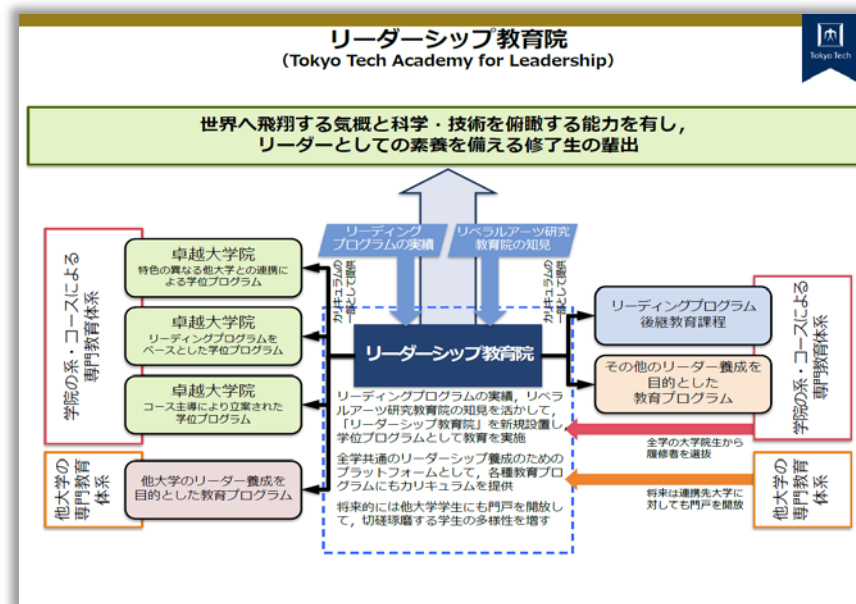 リーダーシップ教育院
(Tokyo Tech Academy for Leadership)
Tokyo Tech
世界へ飛翔する気概と科学・技術を俯瞰する能力を有し，
リーダーとしての素養を備える修了生の輩出
リーディング
プログラムの実績
リベラルアーツ研究
教育院の知見
学院の系・コースによる
専門教育体系
卓越大学院
特色の異なる他大学との連携に
よる学位プログラム
卓越大学院
リーディングプログラムを
ベースとした学位プログラム
卓越大学院
コース主導により立案された
学位プログラム
他大学の
専門教育
体系
他大学のリーダー養成を
目的とした教育プログラム
カリキュラムの
一部として提供
カリキュラムの
一部として提供
リーダーシップ教育院
リーディングプログラムの実績，リベ
ラルアーツ研究教育院の知見を活かして，
「リーダーシップ教育院」を新規設置し，
学位プログラムとして教育を実施
全学共通のリーダーシップ養成のための
プラットフォームとして，各種教育プロ
グラムにもカリキュラムを提供
将来的には他大学学生にも門戸を開放し
て，切磋琢磨する学生の多様性を増す
リーディングプログラム
後継教育課程
その他のリーダー養成を
目的とした
教育プログラム
学院の系・コースによる
専門教育体系
全学の大学院生から
履修者を選抜
将来は連携先大学に
対しても門戸を開放
他大学の
専門教育
体系